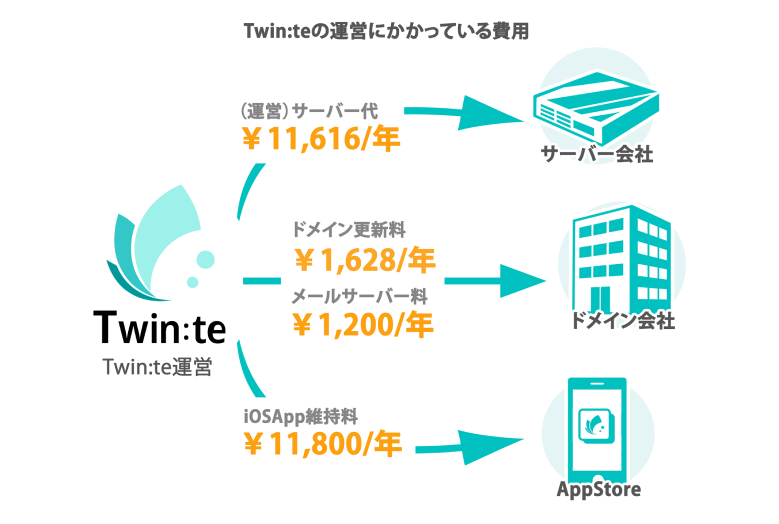 Twin:teの運営にかかっている費用
(運営)サーバー代
￥11,616/年
サーバー会社
ドメイン更新料
￥1,628/年
メールサーバー料
￥1,200/年
ドメイン会社
Twin:te
Twin:te運営
iOSApp維持料
￥11,800/年
AppStore